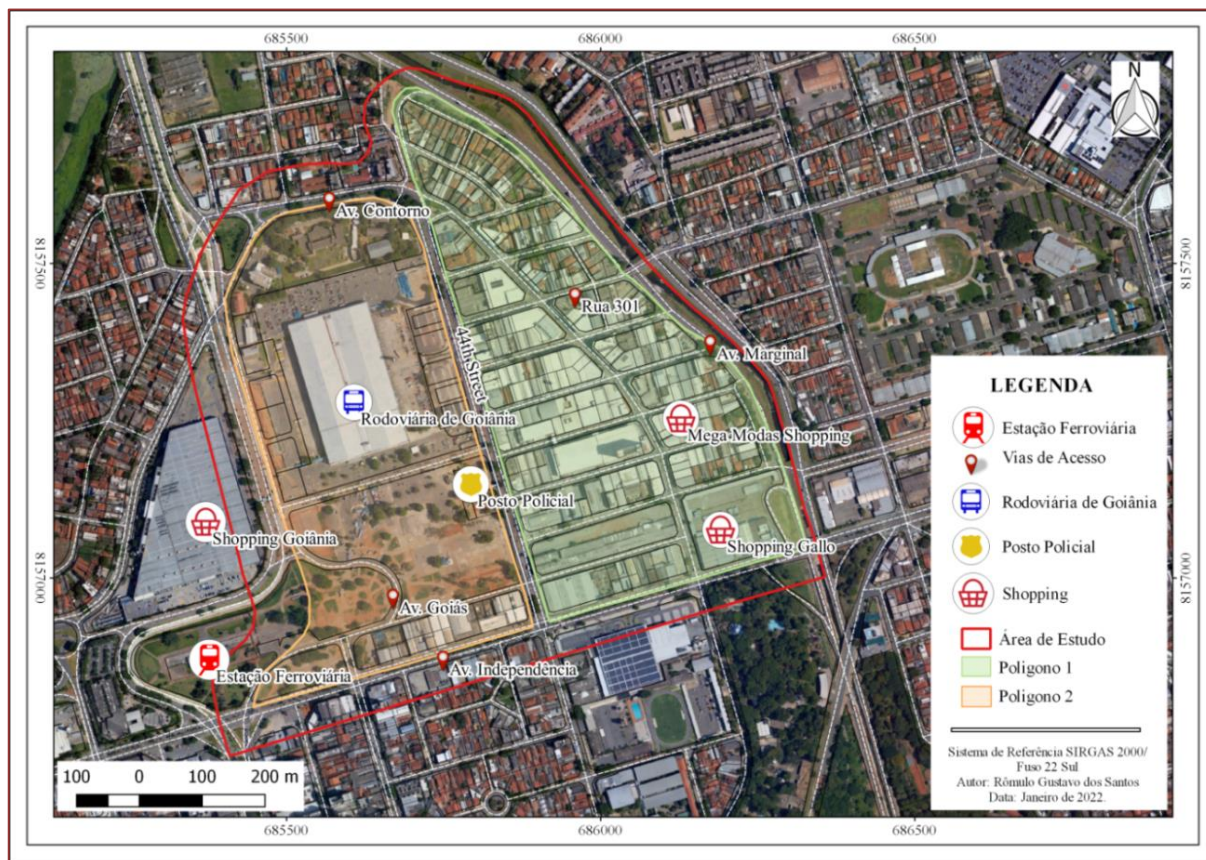 685500
686000
686500
N
8157500
8157500
Av. Contorno
Rua 301
44th Street
Av. Marginal
Rodoviária de Goiânia
Mega Modas Shopping
Posto Policial
Shopping Goiânia
Shopping Gallo
8157000
8157000
Av. Goiás
Av. Independência
Estação Ferroviária
LEGENDA
Estação Ferroviária
Vias de Acesso
Rodoviária de Goiânia
Posto Policial
Shopping
Área de Estudo
Poligono 1
Poligono 2
Sistema de Referência SIRGAS 2000/
Fuso 22 Sul
Autor: Rômulo Gustavo dos Santos
Data: Janeiro de 2022.
100 0 100 200 m
685500
686000
686500